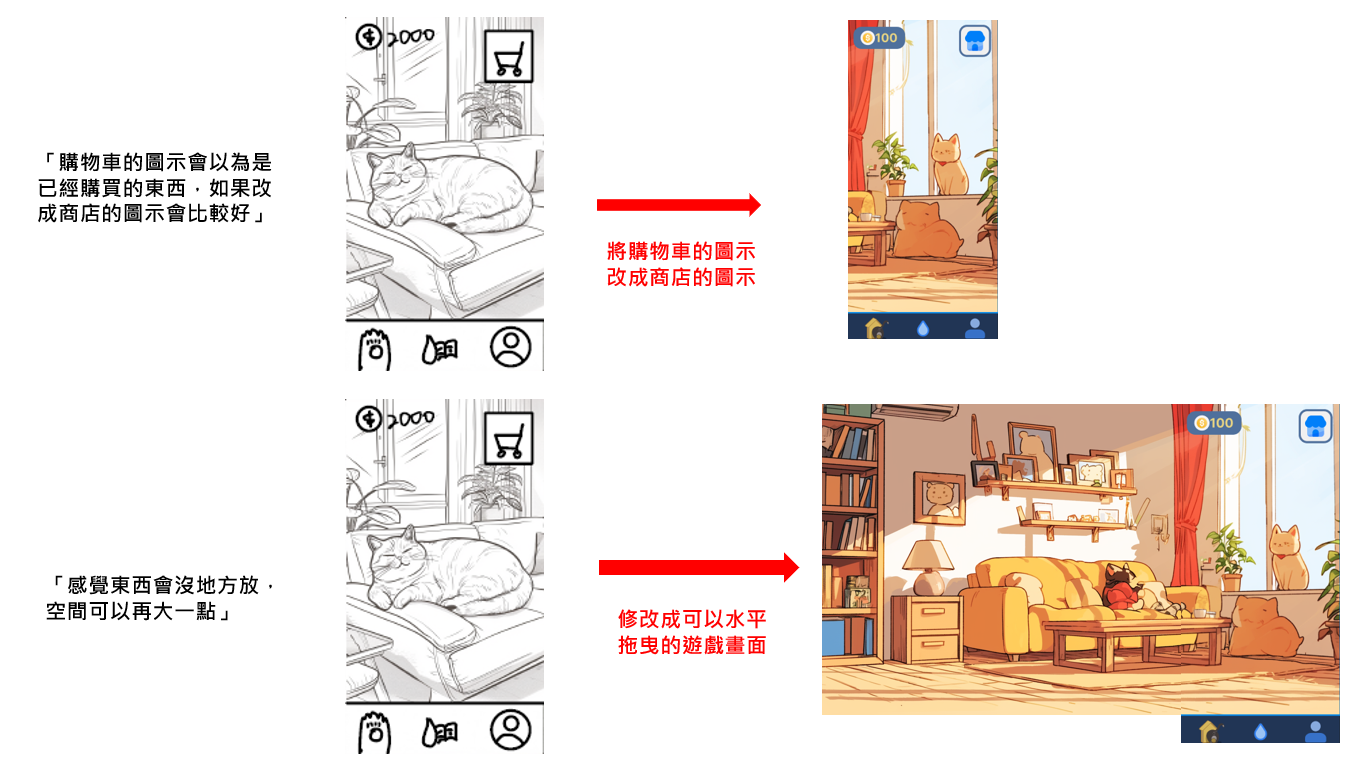 「購物車的圖示會以為是
已經購買的東西，如果改
成商店的圖示會比較好」
$ 2000
將購物車的圖示
改成商店的圖示
100
「感覺東西會沒地方放，
空間可以再大一點」
$ 2000
修改成可以水平
拖曳的遊戲畫面
100